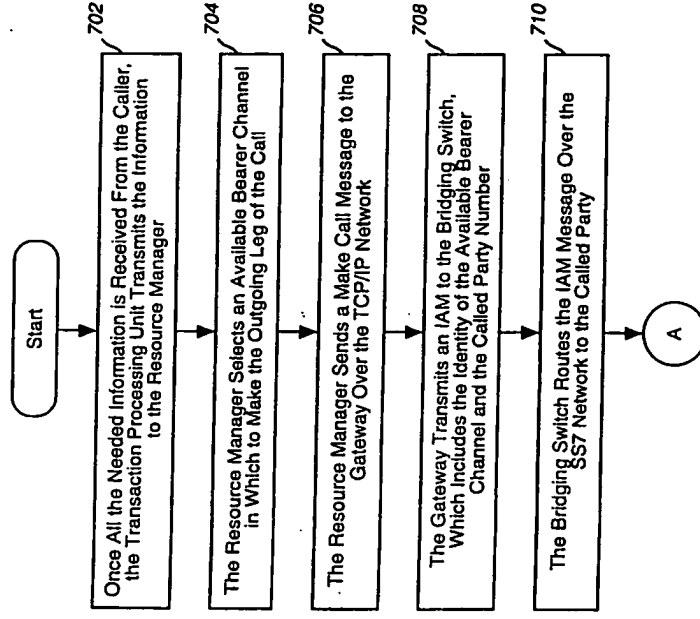 Start
702
Once All the Needed Information is Received From the Caller,
the Transaction Processing Unit Transmits the Information
to the Resource Manager
704
The Resource Manager Selects an Available Bearer Channel
in Which to Make the Outgoing Leg of the Call
706
The Resource Manager Sends a Make Call Message to the
Gateway Over the TCP/IP Network
708
The Gateway Transmits an IAM to the Bridging Switch,
Which Includes the Identity of the Available Bearer
Channel and the Called Party Number
710
The Bridging Switch Routes the IAM Message Over the
SS7 Network to the Called Party
A